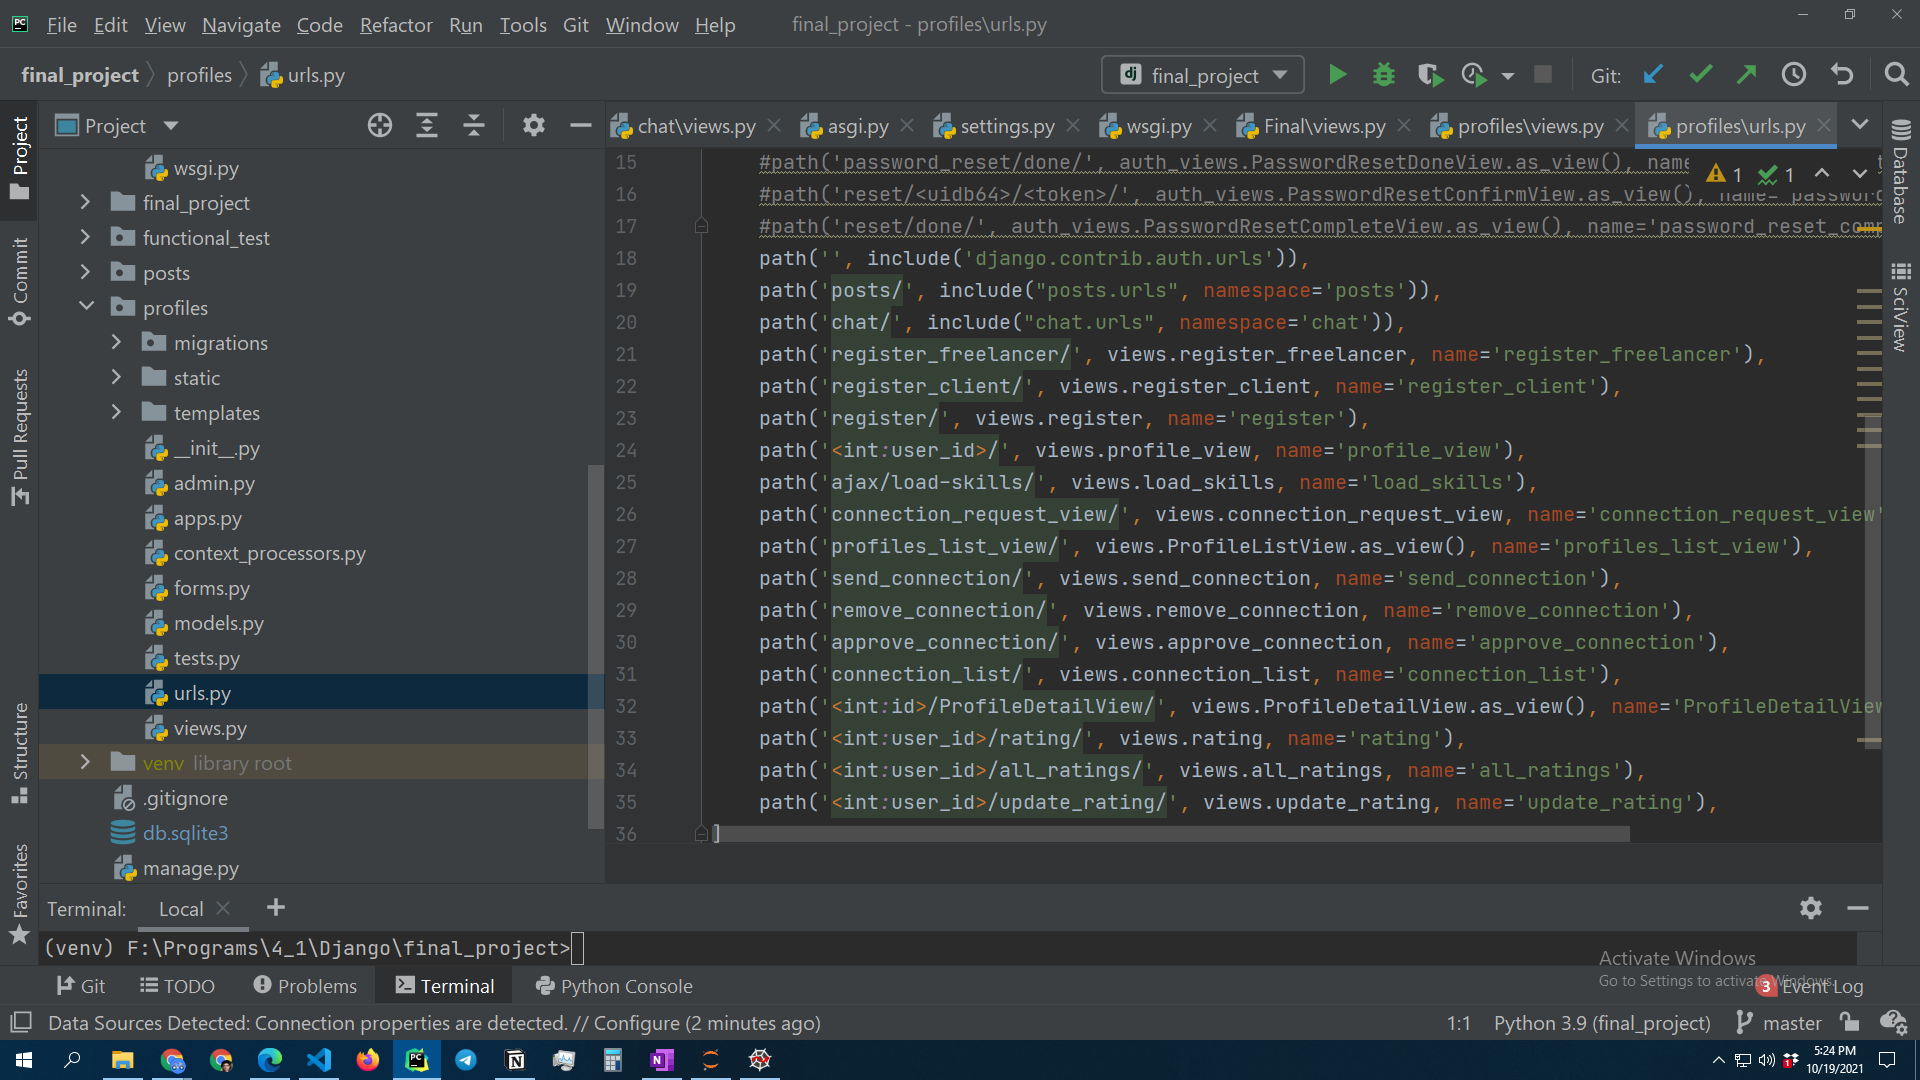 File Edit View Navigate Code Refactor Run Tools Git Window Help final_project - profiles\urls.py
final_project profiles urls.py final_project Git:
Project
chat\views.py asgi.py settings.py wsgi.py Final\views.py profiles\views.py profiles\urls.py
Project
Commit
Pull Requests
Structure
Favorites
wsgi.py
final_project
functional_test
posts
profiles
migrations
static
templates
__init__.py
admin.py
apps.py
context_processors.py
forms.py
models.py
tests.py
urls.py
views.py
venv library root
.gitignore
db.sqlite3
manage.py
1 1
15 #path('password_reset/done/', auth_views.PasswordResetDoneView.as_view(), name
16 #path('reset/<uidb64>/<token>/', auth_views.PasswordResetConfirmView.as_view(), name='password
17 #path('reset/done/', auth_views.PasswordResetCompleteView.as_view(), name='password_reset_com
18 path('', include('django.contrib.auth.urls')),
19 path('posts/', include("posts.urls", namespace='posts')),
20 path('chat/', include("chat.urls", namespace='chat')),
21 path('register_freelancer/', views.register_freelancer, name='register_freelancer'),
22 path('register_client/', views.register_client, name='register_client'),
23 path('register/', views.register, name='register'),
24 path('<int:user_id>/', views.profile_view, name='profile_view'),
25 path('ajax/load-skills/', views.load_skills, name='load_skills'),
26 path('connection_request_view/', views.connection_request_view, name='connection_request_view'
27 path('profiles_list_view/', views.ProfileListView.as_view(), name='profiles_list_view'),
28 path('send_connection/', views.send_connection, name='send_connection'),
29 path('remove_connection/', views.remove_connection, name='remove_connection'),
30 path('approve_connection/', views.approve_connection, name='approve_connection'),
31 path('connection_list/', views.connection_list, name='connection_list'),
32 path('<int:id>/ProfileDetailView/', views.ProfileDetailView.as_view(), name='ProfileDetailView
33 path('<int:user_id>/rating/', views.rating, name='rating'),
34 path('<int:user_id>/all_ratings/', views.all_ratings, name='all_ratings'),
35 path('<int:user_id>/update_rating/', views.update_rating, name='update_rating'),
36 ]
Database
SciView
Terminal: Local
(venv) F:\Programs\4_1\Django\final_project>
Activate Windows
Go to Settings to activate Windows.
Git TODO Problems Terminal Python Console 3 Event Log
Data Sources Detected: Connection properties are detected. // Configure (2 minutes ago) 1:1 Python 3.9 (final_project) master
5:24 PM
10/19/2021